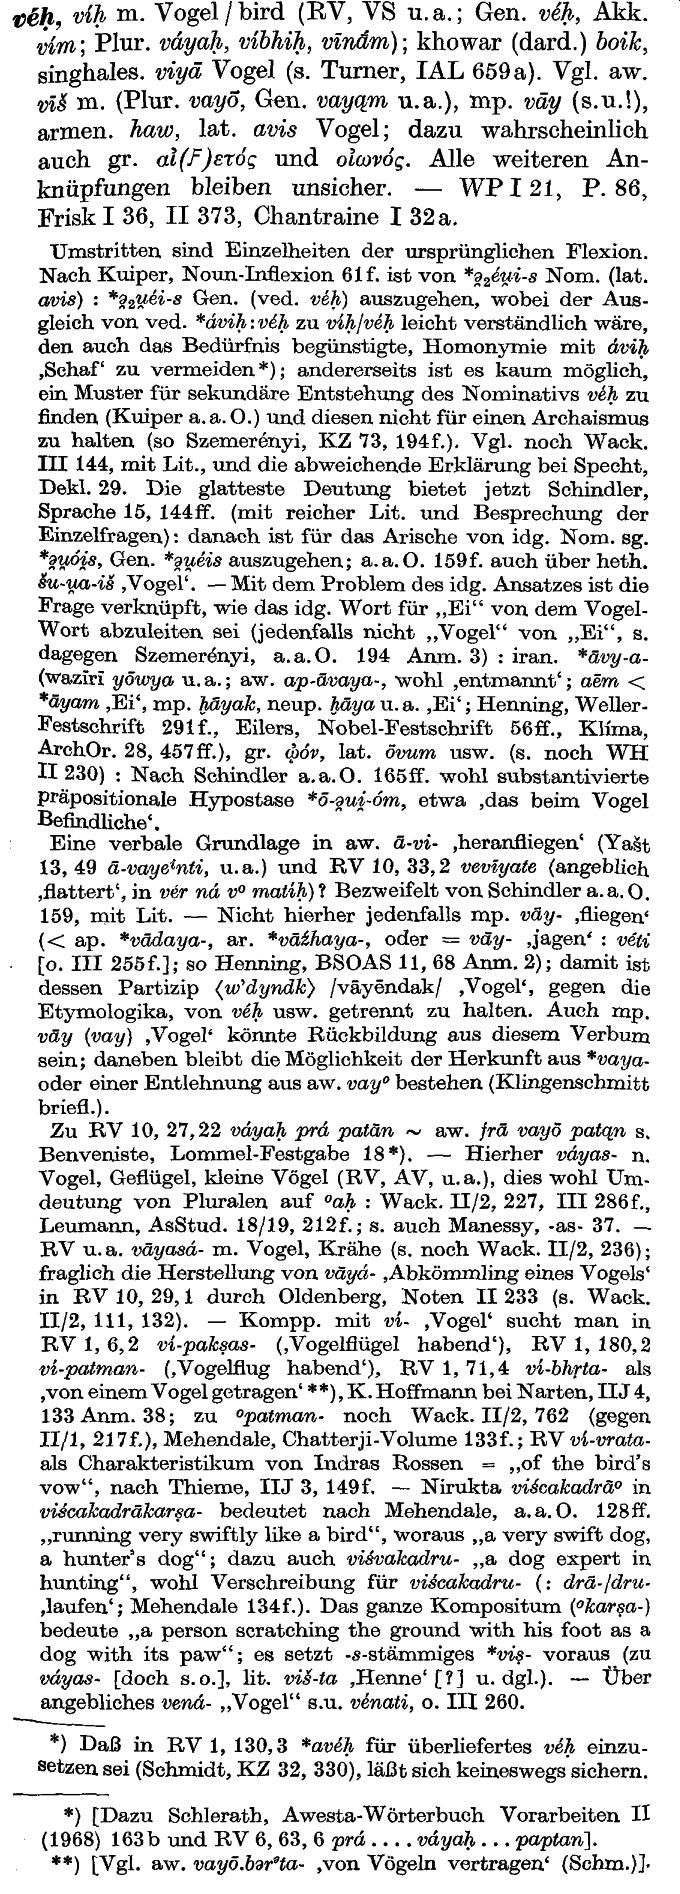 véḥ, víḥ m. Vogel / bird (RV, VS u. a.; Gen. véḥ, Akk.
vím; Plur. váyaḥ, víbhiḥ, vīnā́m); khowar (dard.) boik,
singhales. viyā Vogel (s. Turner, IAL 659a). Vgl. aw.
vīš m. (Plur. vayō, Gen. vayąm u. a.), mp. vāy (s.u.!),
armen. haw, lat. avis Vogel; dazu wahrscheinlich
auch gr. αἰ(ϝ)ετός und οἰωνός. Alle weiteren An-
knüpfungen bleiben unsicher. — WP I 21, P. 86,
Frisk I 36, II 373, Chantraine I 32a.
Umstritten sind Einzelheiten der ursprünglichen Flexion.
Nach Kuiper, Noun-Inflexion 61f. ist von *ə̯₂éu̯i-s Nom. (lat.
avis) : *ə̯₂u̯éi-s Gen. (ved. véḥ) auszugehen, wobei der Aus-
gleich von ved. *áviḥ : véḥ zu víḥ/véḥ leicht verständlich wäre,
den auch das Bedürfnis begünstigte, Homonymie mit áviḥ
‚Schaf‘ zu vermeiden*); andererseits ist es kaum möglich,
ein Muster für sekundäre Entstehung des Nominativs véḥ zu
finden (Kuiper a. a. O.) und diesen nicht für einen Archaismus
zu halten (so Szemerényi, KZ 73, 194f.). Vgl. noch Wack.
III 144, mit Lit., und die abweichende Erklärung bei Specht,
Dekl. 29. Die glatteste Deutung bietet jetzt Schindler,
Sprache 15, 144ff. (mit reicher Lit. und Besprechung der
Einzelfragen): danach ist für das Arische von idg. Nom. sg.
*ə̯u̯ói̯s, Gen. *ə̯u̯éis auszugehen; a. a. O. 159f. auch über heth.
šu-u̯a-iš ‚Vogel‘. — Mit dem Problem des idg. Ansatzes ist die
Frage verknüpft, wie das idg. Wort für „Ei“ von dem Vogel-
Wort abzuleiten sei (jedenfalls nicht „Vogel“ von „Ei“, s.
dagegen Szemerényi, a. a. O. 194 Anm. 3) : iran. *āvy-a-
(wazīrī yōwya u. a.; aw. ap-āvaya-, wohl ‚entmannt‘; aēm <
*āyam ‚Ei‘, mp. ḫāyak, neup. ḫāya u. a. ‚Ei‘; Henning, Weller-
Festschrift 291f., Eilers, Nobel-Festschrift 56ff., Klíma,
ArchOr. 28, 457ff.), gr. ᾠόν, lat. ōvum usw. (s. noch WH
II 230) : Nach Schindler a. a. O. 165ff. wohl substantivierte
präpositionale Hypostase *ō-ə̯u̯i̯-óm, etwa ‚das beim Vogel
Befindliche‘.
Eine verbale Grundlage in aw. ā-vi- ‚heranfliegen‘ (Yašt
13, 49 ā-vayeⁱnti, u. a.) und RV 10, 33, 2 vevīyate (angeblich
‚flattert‘, in vér ná v⁰ matíḥ)? Bezweifelt von Schindler a. a. O.
159, mit Lit. — Nicht hierher jedenfalls mp. vāy- ‚fliegen‘
(< ap. *vādaya-, ar. *vāźhaya-, oder = vāy- ‚jagen‘ : véti
[o. III 255f.]; so Henning, BSOAS 11, 68 Anm. 2); damit ist
dessen Partizip ⟨w’dyndk⟩ /vāyēndak/ ‚Vogel‘, gegen die
Etymologika, von véḥ usw. getrennt zu halten. Auch mp.
vāy (vay) ‚Vogel‘ könnte Rückbildung aus diesem Verbum
sein; daneben bleibt die Möglichkeit der Herkunft aus *vaya-
oder einer Entlehnung aus aw. vay⁰ bestehen (Klingenschmitt
briefl.).
Zu RV 10, 27, 22 váyaḥ prá patān ~ aw. frā vayō patąn s.
Benveniste, Lommel-Festgabe 18*). — Hierher váyas- n.
Vogel, Geflügel, kleine Vögel (RV, AV, u. a.), dies wohl Um-
deutung von Pluralen auf ⁰aḥ : Wack. II/2, 227, III 286f.,
Leumann, AsStud. 18/19, 212f.; s. auch Manessy, -as- 37. —
RV u. a. vāyasá- m. Vogel, Krähe (s. noch Wack. II/2, 236);
fraglich die Herstellung von vāyá- ‚Abkömmling eines Vogels‘
in RV 10, 29, 1 durch Oldenberg, Noten II 233 (s. Wack.
II/2, 111, 132). — Kompp. mit ví- ‚Vogel‘ sucht man in
RV 1, 6, 2 ví-pakṣas- (‚Vogelflügel habend‘), RV 1, 180, 2
ví-patman- (‚Vogelflug habend‘), RV 1, 71, 4 ví-bhṛta- als
‚von einem Vogel getragen‘ **), K. Hoffmann bei Narten, IIJ 4,
133 Anm. 38; zu ⁰patman- noch Wack. II/2, 762 (gegen
II/1, 217f.), Mehendale, Chatterji-Volume 133f.; RV ví-vrata-
als Charakteristikum von Indras Rossen = „of the bird’s
vow“, nach Thieme, IIJ 3, 149f. — Nirukta viścakadrā⁰ in
viścakadrākarṣa- bedeutet nach Mehendale, a. a. O. 128ff.
„running very swiftly like a bird“, woraus „a very swift dog,
a hunter’s dog“; dazu auch viśvakadru- „a dog expert in
hunting“, wohl Verschreibung für viścakadru- (: drā-/dru-
‚laufen‘; Mehendale 134f.). Das ganze Kompositum (⁰karṣa-)
bedeute „a person scratching the ground with his foot as a
dog with its paw“; es setzt -s-stämmiges *viṣ- voraus (zu
váyas- [doch s. o.], lit. viš-ta ‚Henne‘ [?] u. dgl.). — Über
angebliches vená- „Vogel“ s.u. vénati, o. III 260.
*) Daß in RV 1, 130, 3 *avéḥ für überliefertes véḥ einzu-
setzen sei (Schmidt, KZ 32, 330), läßt sich keineswegs sichern.
*) [Dazu Schlerath, Awesta-Wörterbuch Vorarbeiten II
(1968) 163b und RV 6, 63, 6 prá .... váyaḥ ... paptan].
**) [Vgl. aw. vayō.bərᵊta- ‚von Vögeln vertragen‘ (Schm.)].